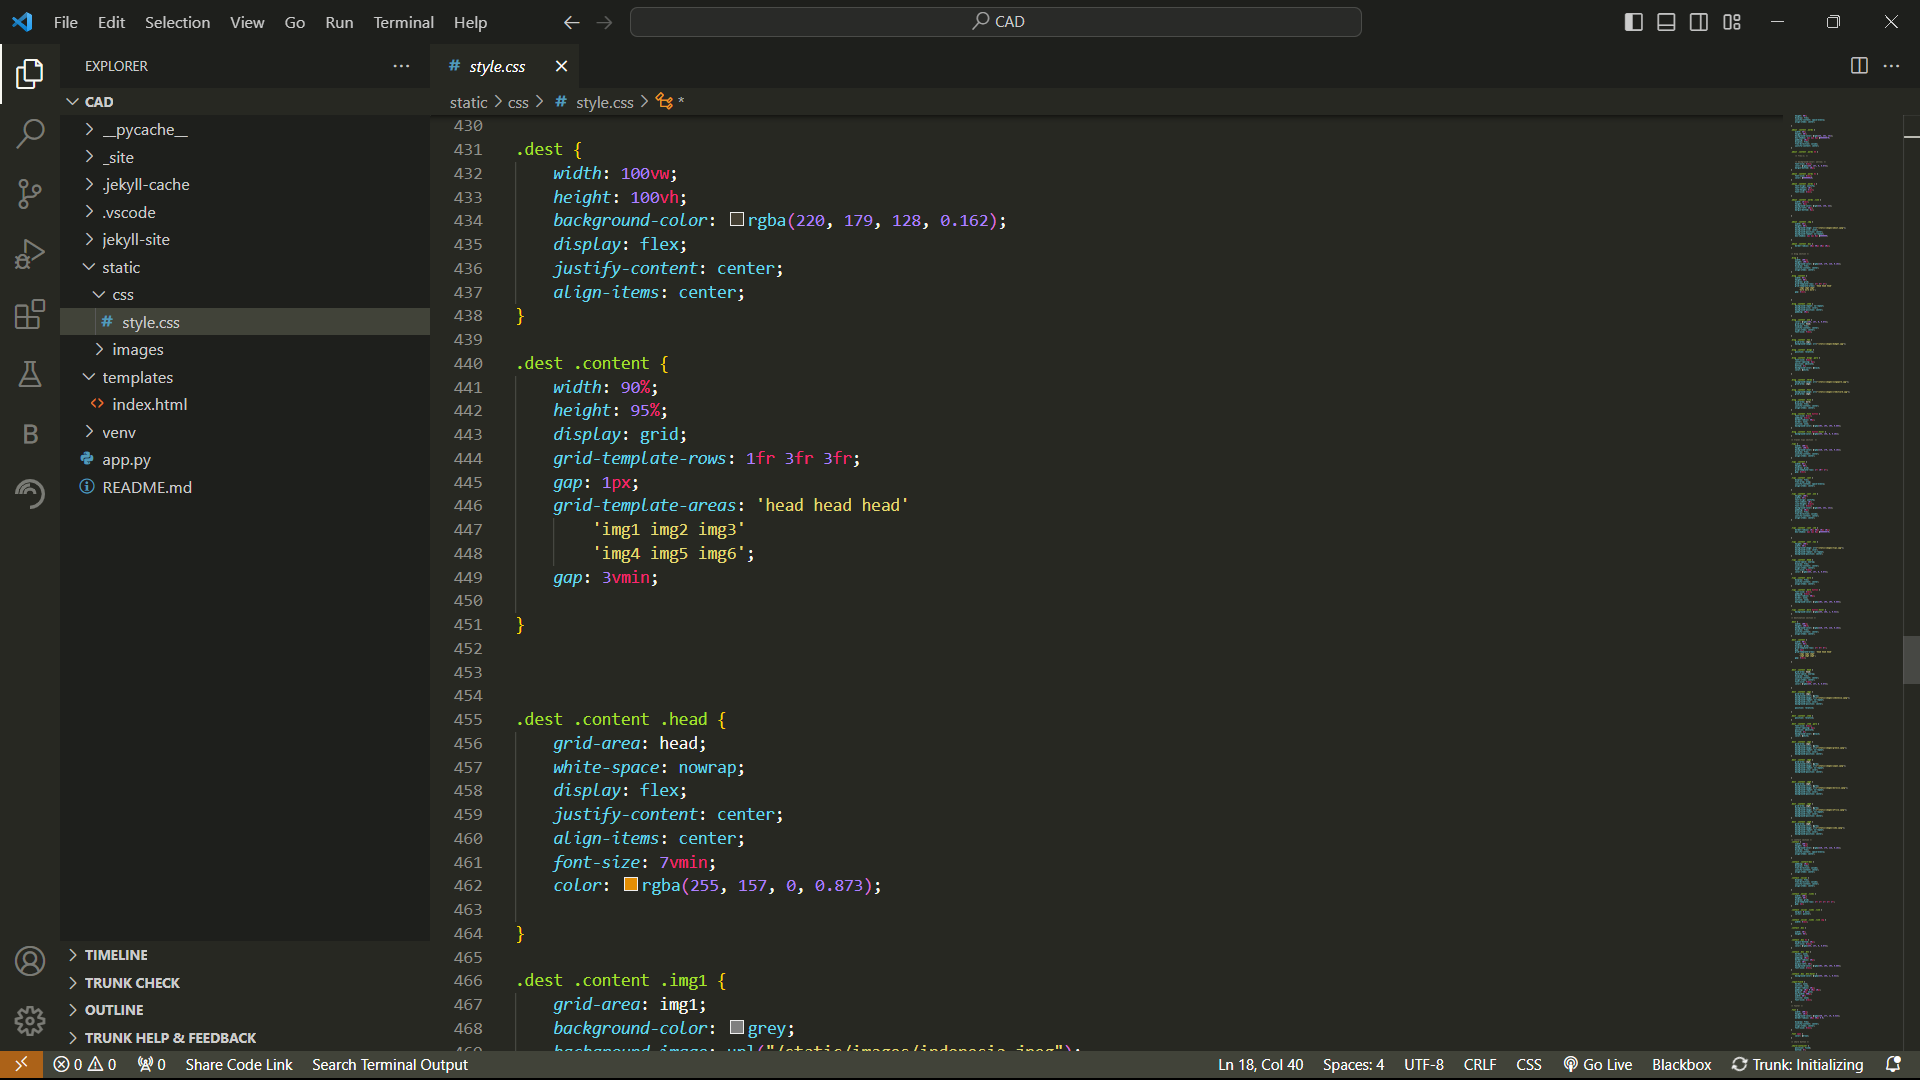 File Edit Selection View Go Run Terminal Help
CAD
EXPLORER
# style.css
CAD
static > css > # style.css > *
__pycache__
_site
.jekyll-cache
.vscode
jekyll-site
static
css
# style.css
images
templates
<> index.html
venv
app.py
README.md
TIMELINE
TRUNK CHECK
OUTLINE
TRUNK HELP & FEEDBACK
430
431 .dest {
432 width: 100vw;
433 height: 100vh;
434 background-color: rgba(220, 179, 128, 0.162);
435 display: flex;
436 justify-content: center;
437 align-items: center;
438 }
439
440 .dest .content {
441 width: 90%;
442 height: 95%;
443 display: grid;
444 grid-template-rows: 1fr 3fr 3fr;
445 gap: 1px;
446 grid-template-areas: 'head head head'
447 'img1 img2 img3'
448 'img4 img5 img6';
449 gap: 3vmin;
450
451 }
452
453
454
455 .dest .content .head {
456 grid-area: head;
457 white-space: nowrap;
458 display: flex;
459 justify-content: center;
460 align-items: center;
461 font-size: 7vmin;
462 color: rgba(255, 157, 0, 0.873);
463
464 }
465
466 .dest .content .img1 {
467 grid-area: img1;
468 background-color: grey;
469 background-image: url("/static/images/indonesia.jpeg");
0 0 0 Share Code Link Search Terminal Output
Ln 18, Col 40 Spaces: 4 UTF-8 CRLF CSS Go Live Blackbox Trunk: Initializing